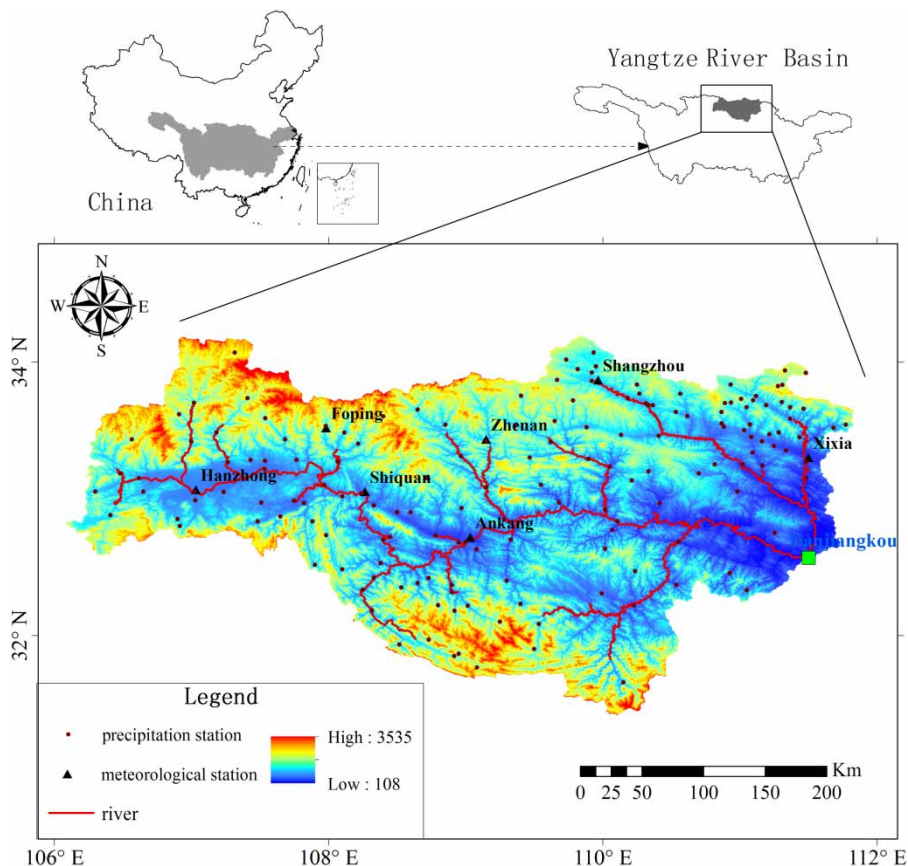 Yangtze River Basin
China
N
W E
S
34° N
32° N
Shangzhou
Foping
Zhenan
Xixia
Hanzhong
Shiquan
Ankang
Legend
precipitation station
meteorological station
river
High : 3535
Low : 108
Km
0 25 50 100 150 200
106° E 108° E 110° E 112° E